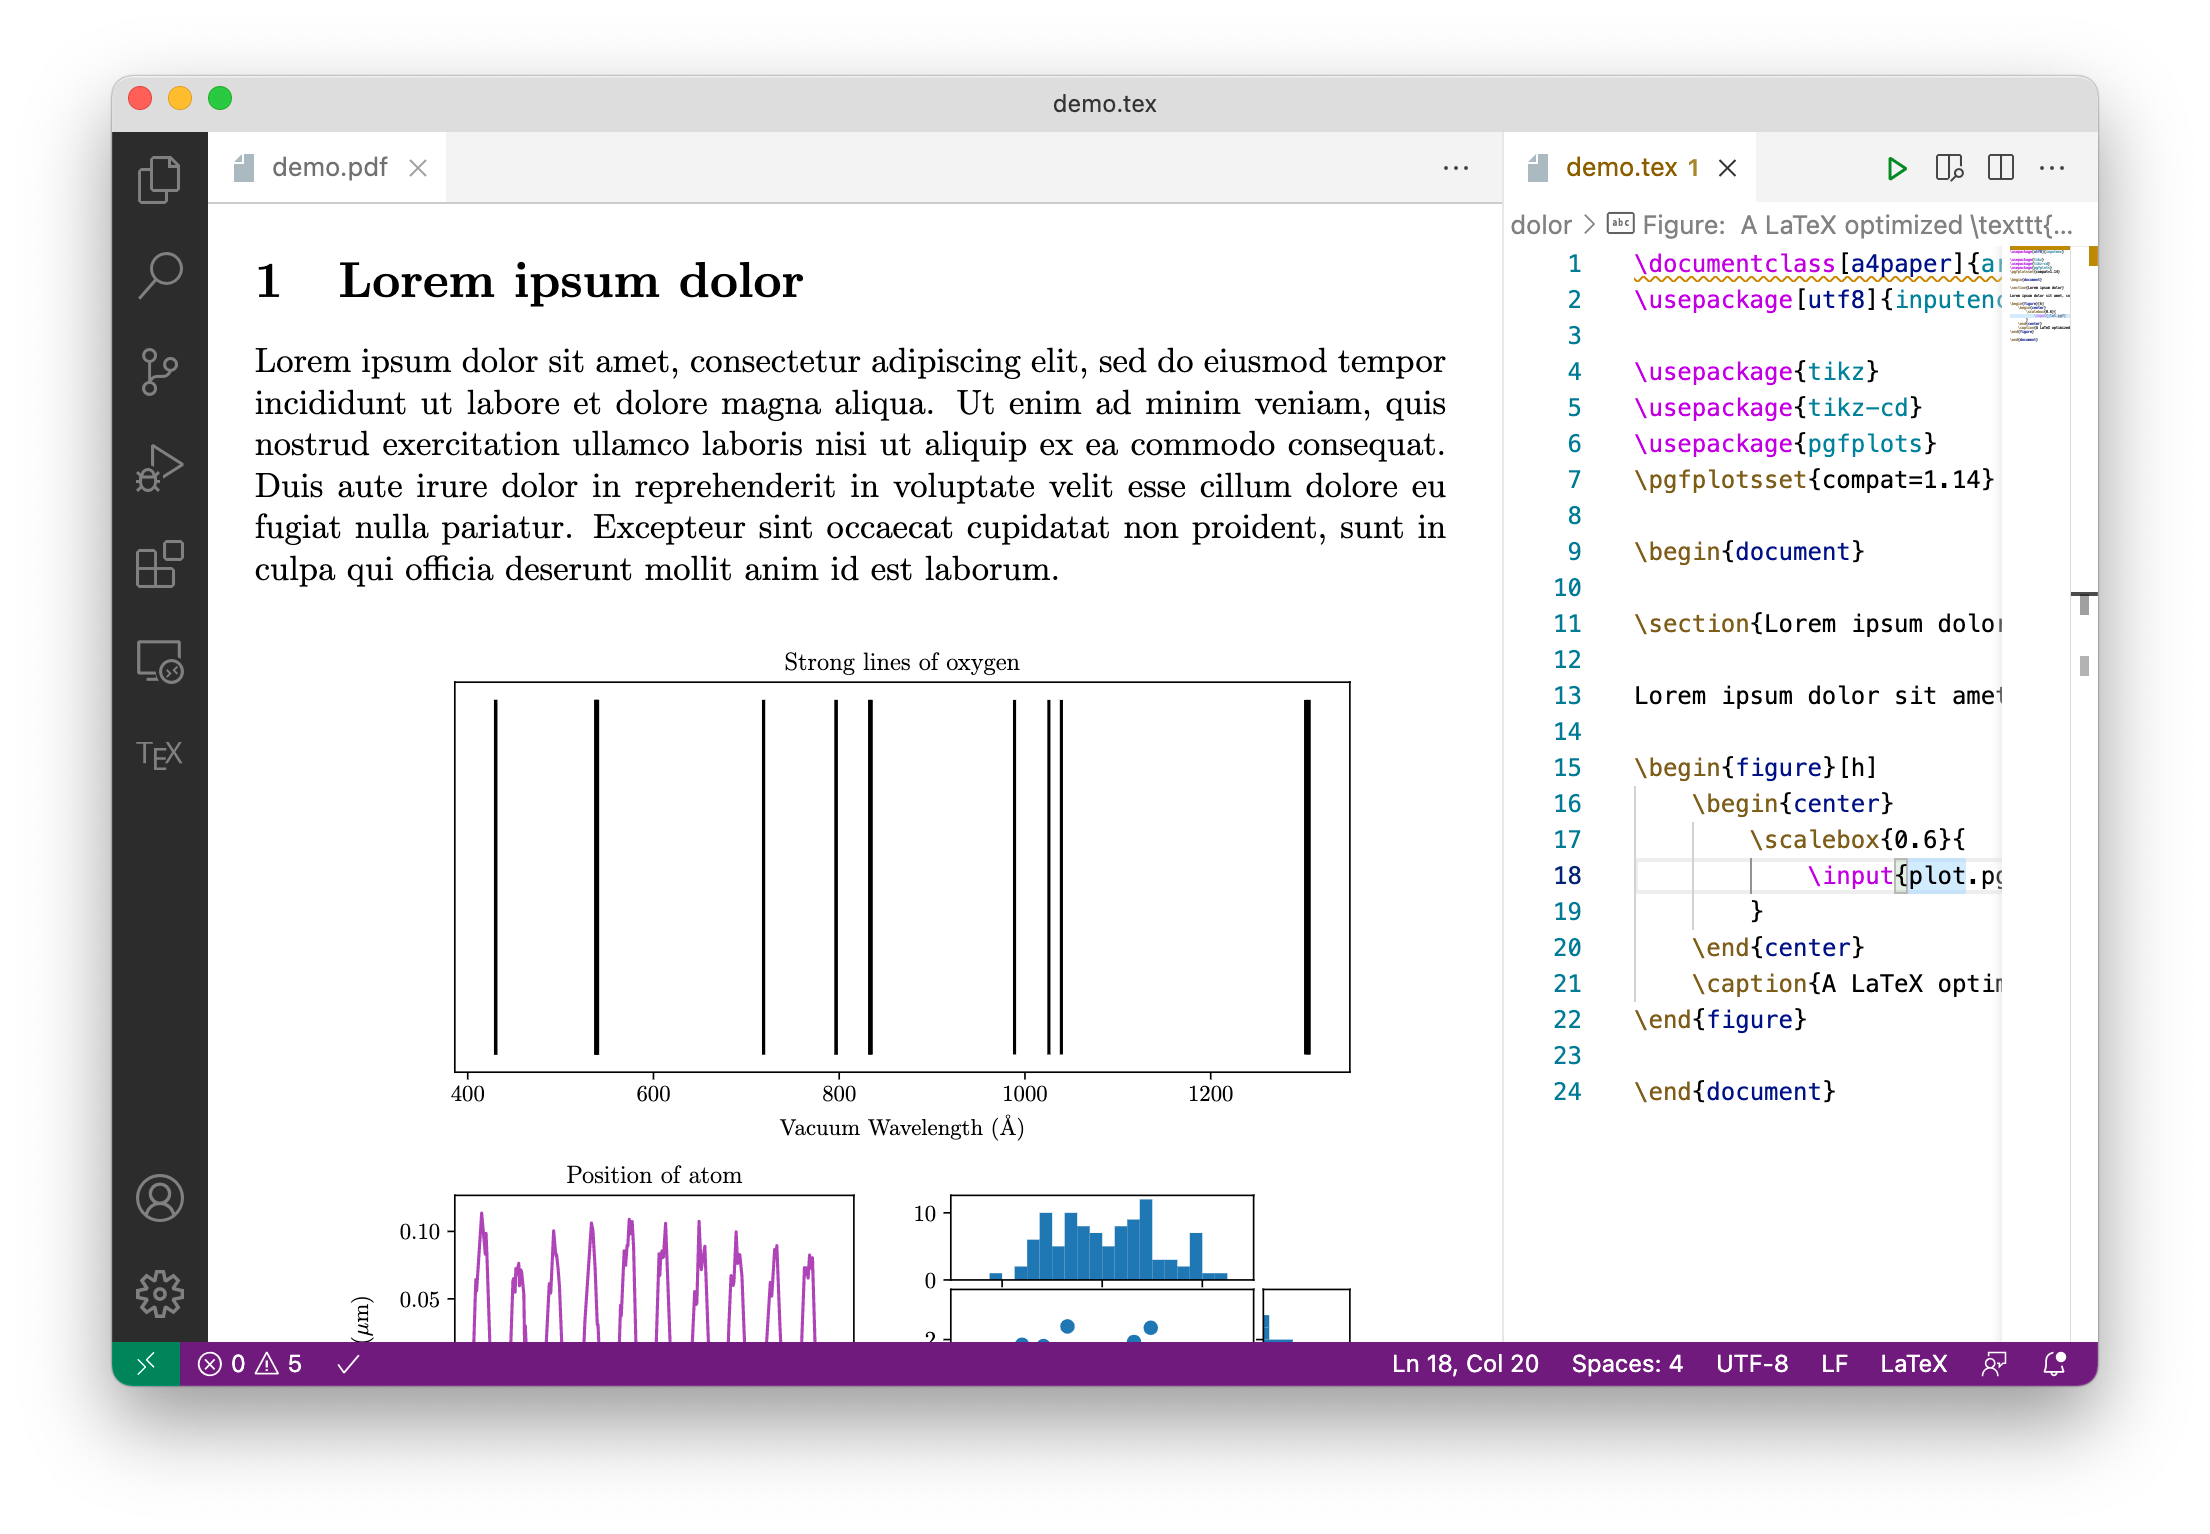 demo.tex
demo.pdf
1 Lorem ipsum dolor
Lorem ipsum dolor sit amet, consectetur adipiscing elit, sed do eiusmod tempor
incididunt ut labore et dolore magna aliqua. Ut enim ad minim veniam, quis
nostrud exercitation ullamco laboris nisi ut aliquip ex ea commodo consequat.
Duis aute irure dolor in reprehenderit in voluptate velit esse cillum dolore eu
fugiat nulla pariatur. Excepteur sint occaecat cupidatat non proident, sunt in
culpa qui officia deserunt mollit anim id est laborum.
Strong lines of oxygen
400 600 800 1000 1200
Vacuum Wavelength (Å)
Position of atom
0.10
0.05
(μm)
10
0
2
TEX
demo.tex 1
dolor > abc Figure: A LaTeX optimized \texttt{...
1 \documentclass[a4paper]{ar
2 \usepackage[utf8]{inputenc
3
4 \usepackage{tikz}
5 \usepackage{tikz-cd}
6 \usepackage{pgfplots}
7 \pgfplotsset{compat=1.14}
8
9 \begin{document}
10
11 \section{Lorem ipsum dolor
12
13 Lorem ipsum dolor sit amet
14
15 \begin{figure}[h]
16 \begin{center}
17 \scalebox{0.6}{
18 \input{plot.pg
19 }
20 \end{center}
21 \caption{A LaTeX optim
22 \end{figure}
23
24 \end{document}
0 5
Ln 18, Col 20 Spaces: 4 UTF-8 LF LaTeX